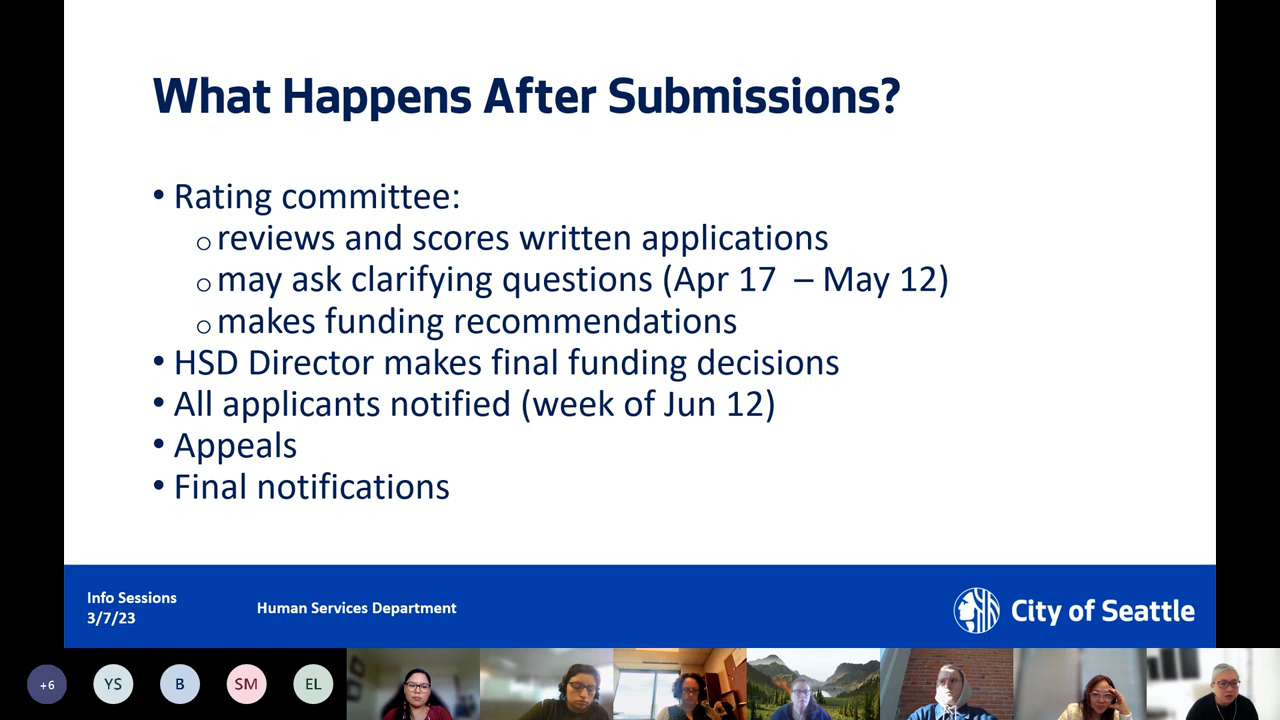 What Happens After Submissions?
• Rating committee:
o reviews and scores written applications
o may ask clarifying questions (Apr 17 – May 12)
o makes funding recommendations
• HSD Director makes final funding decisions
• All applicants notified (week of Jun 12)
• Appeals
• Final notifications
Info Sessions
3/7/23
Human Services Department
City of Seattle
+6
YS
B
SM
EL